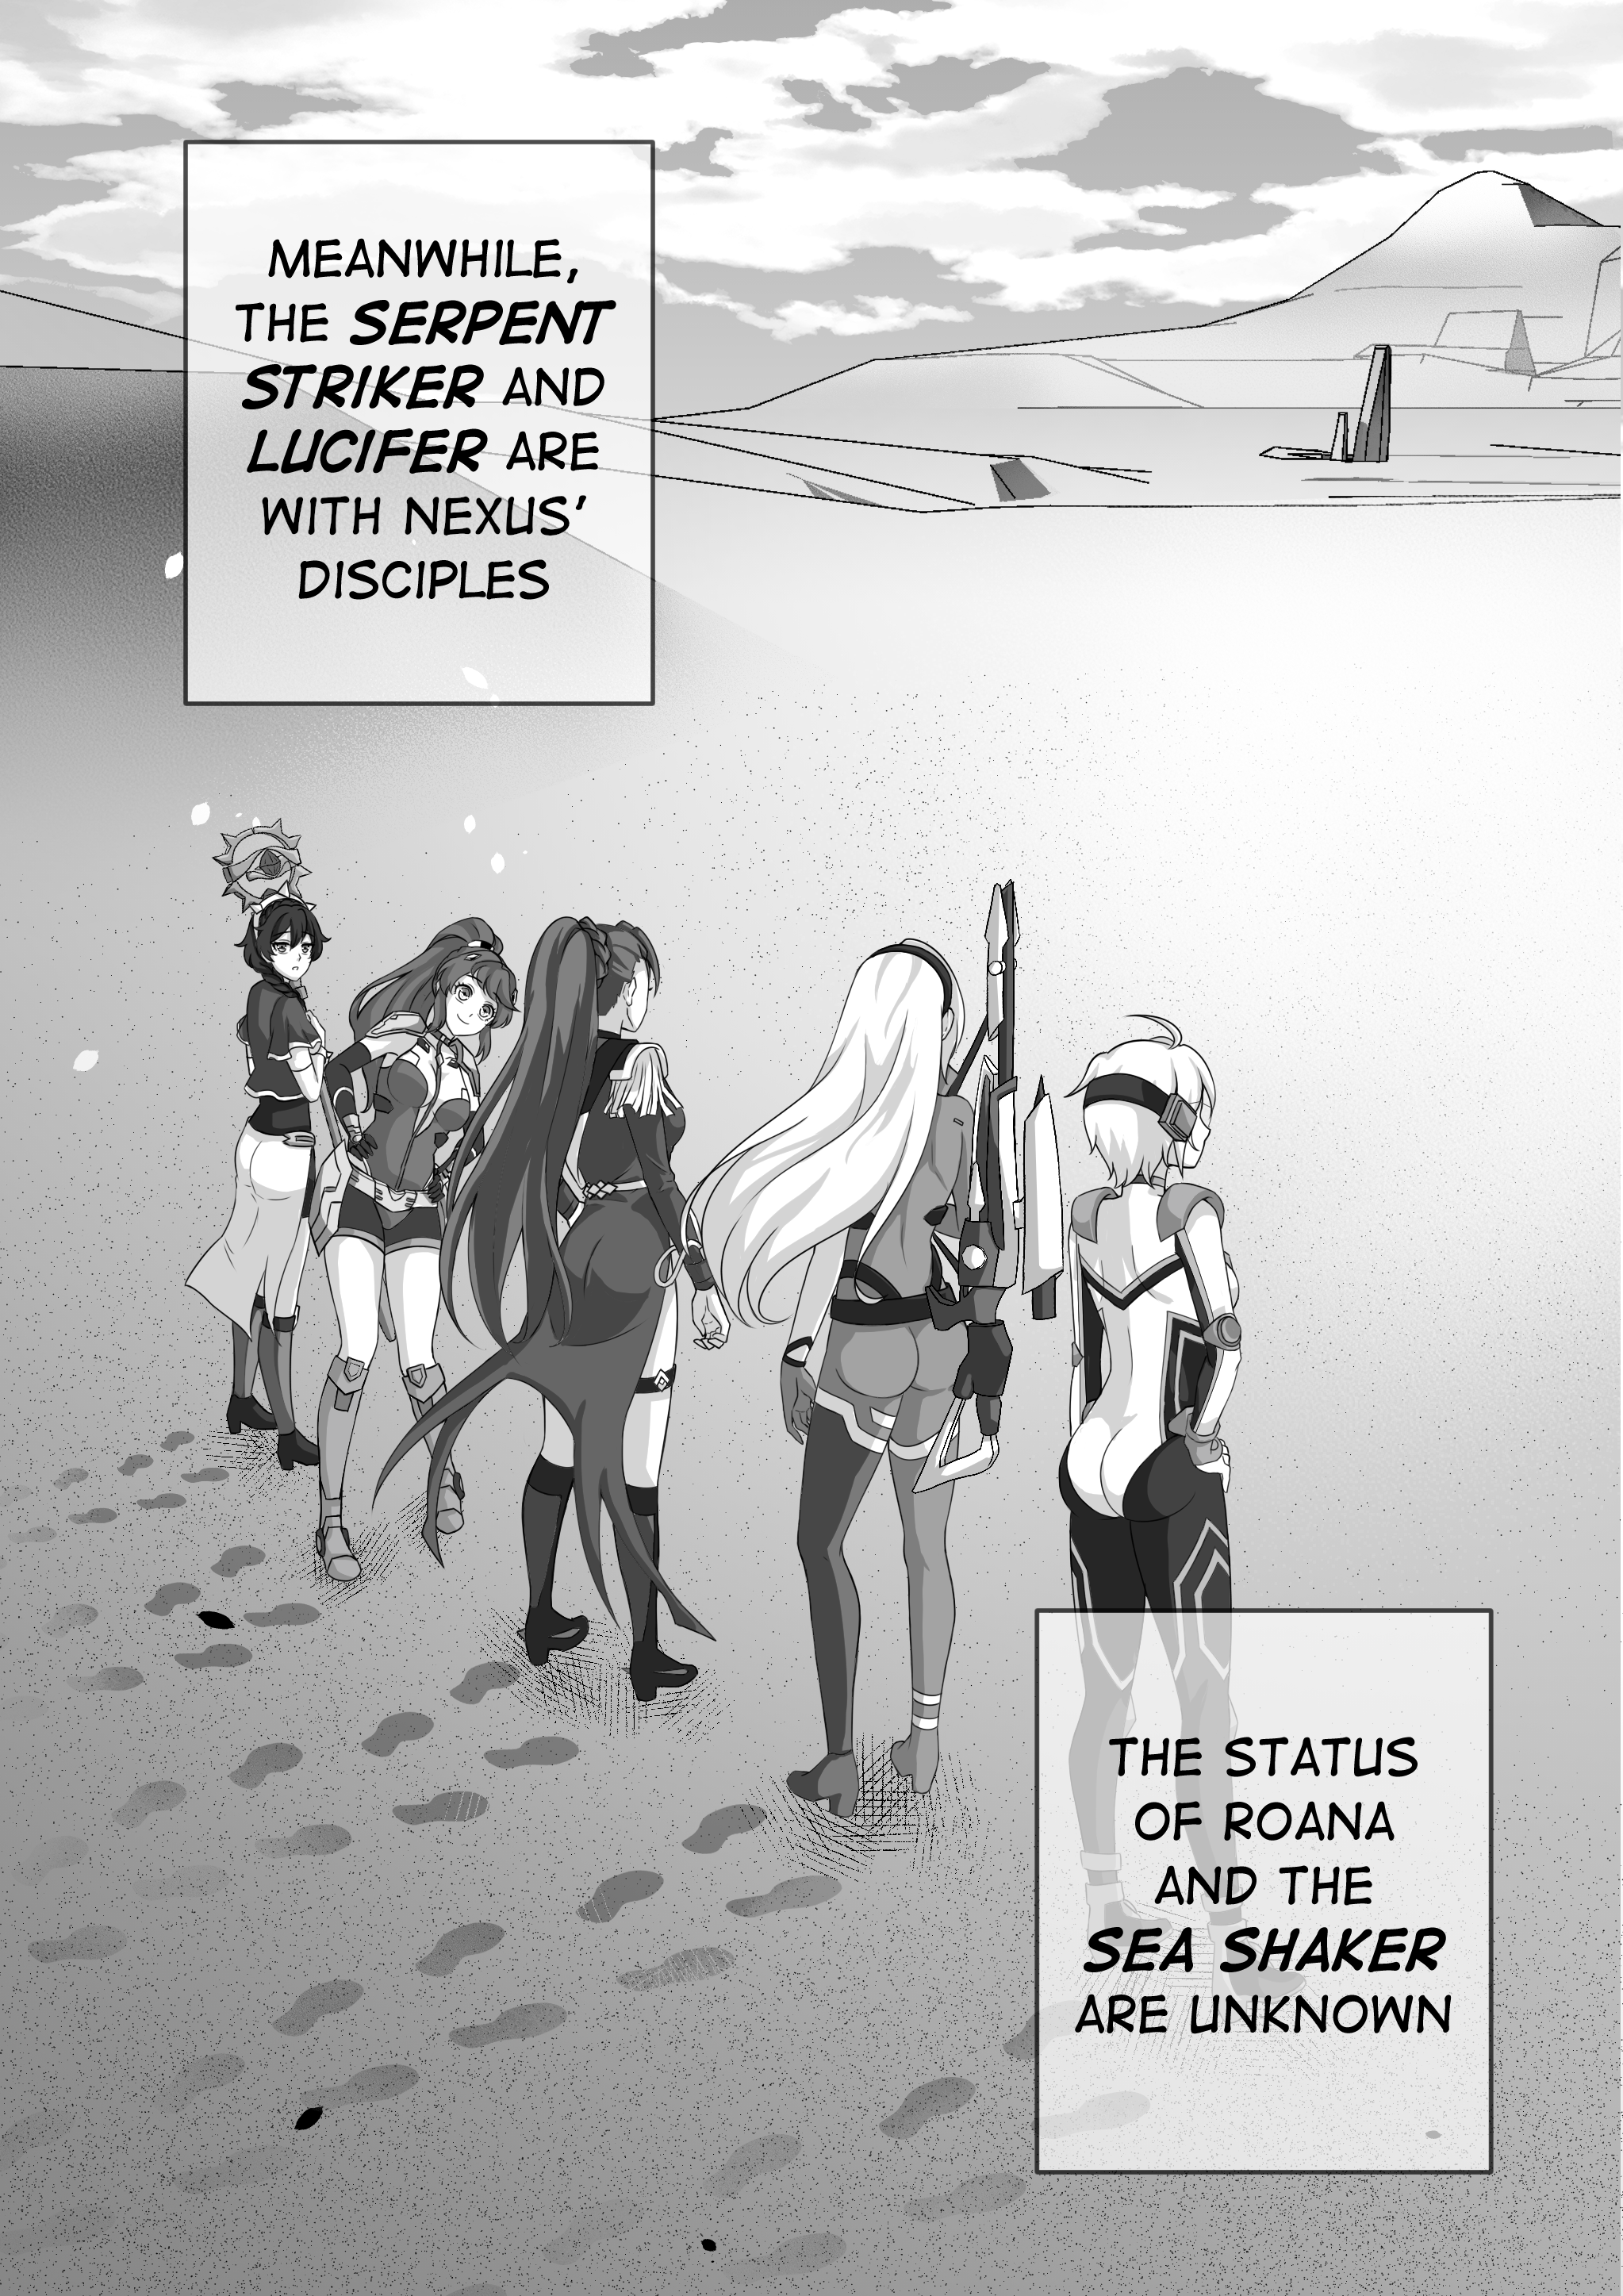 MEANWHILE,
THE SERPENT
STRIKER AND
LUCIFER ARE
WITH NEXUS'
DISCIPLES
THE STATUS
OF ROANA
AND THE
SEA SHAKER
ARE UNKNOWN